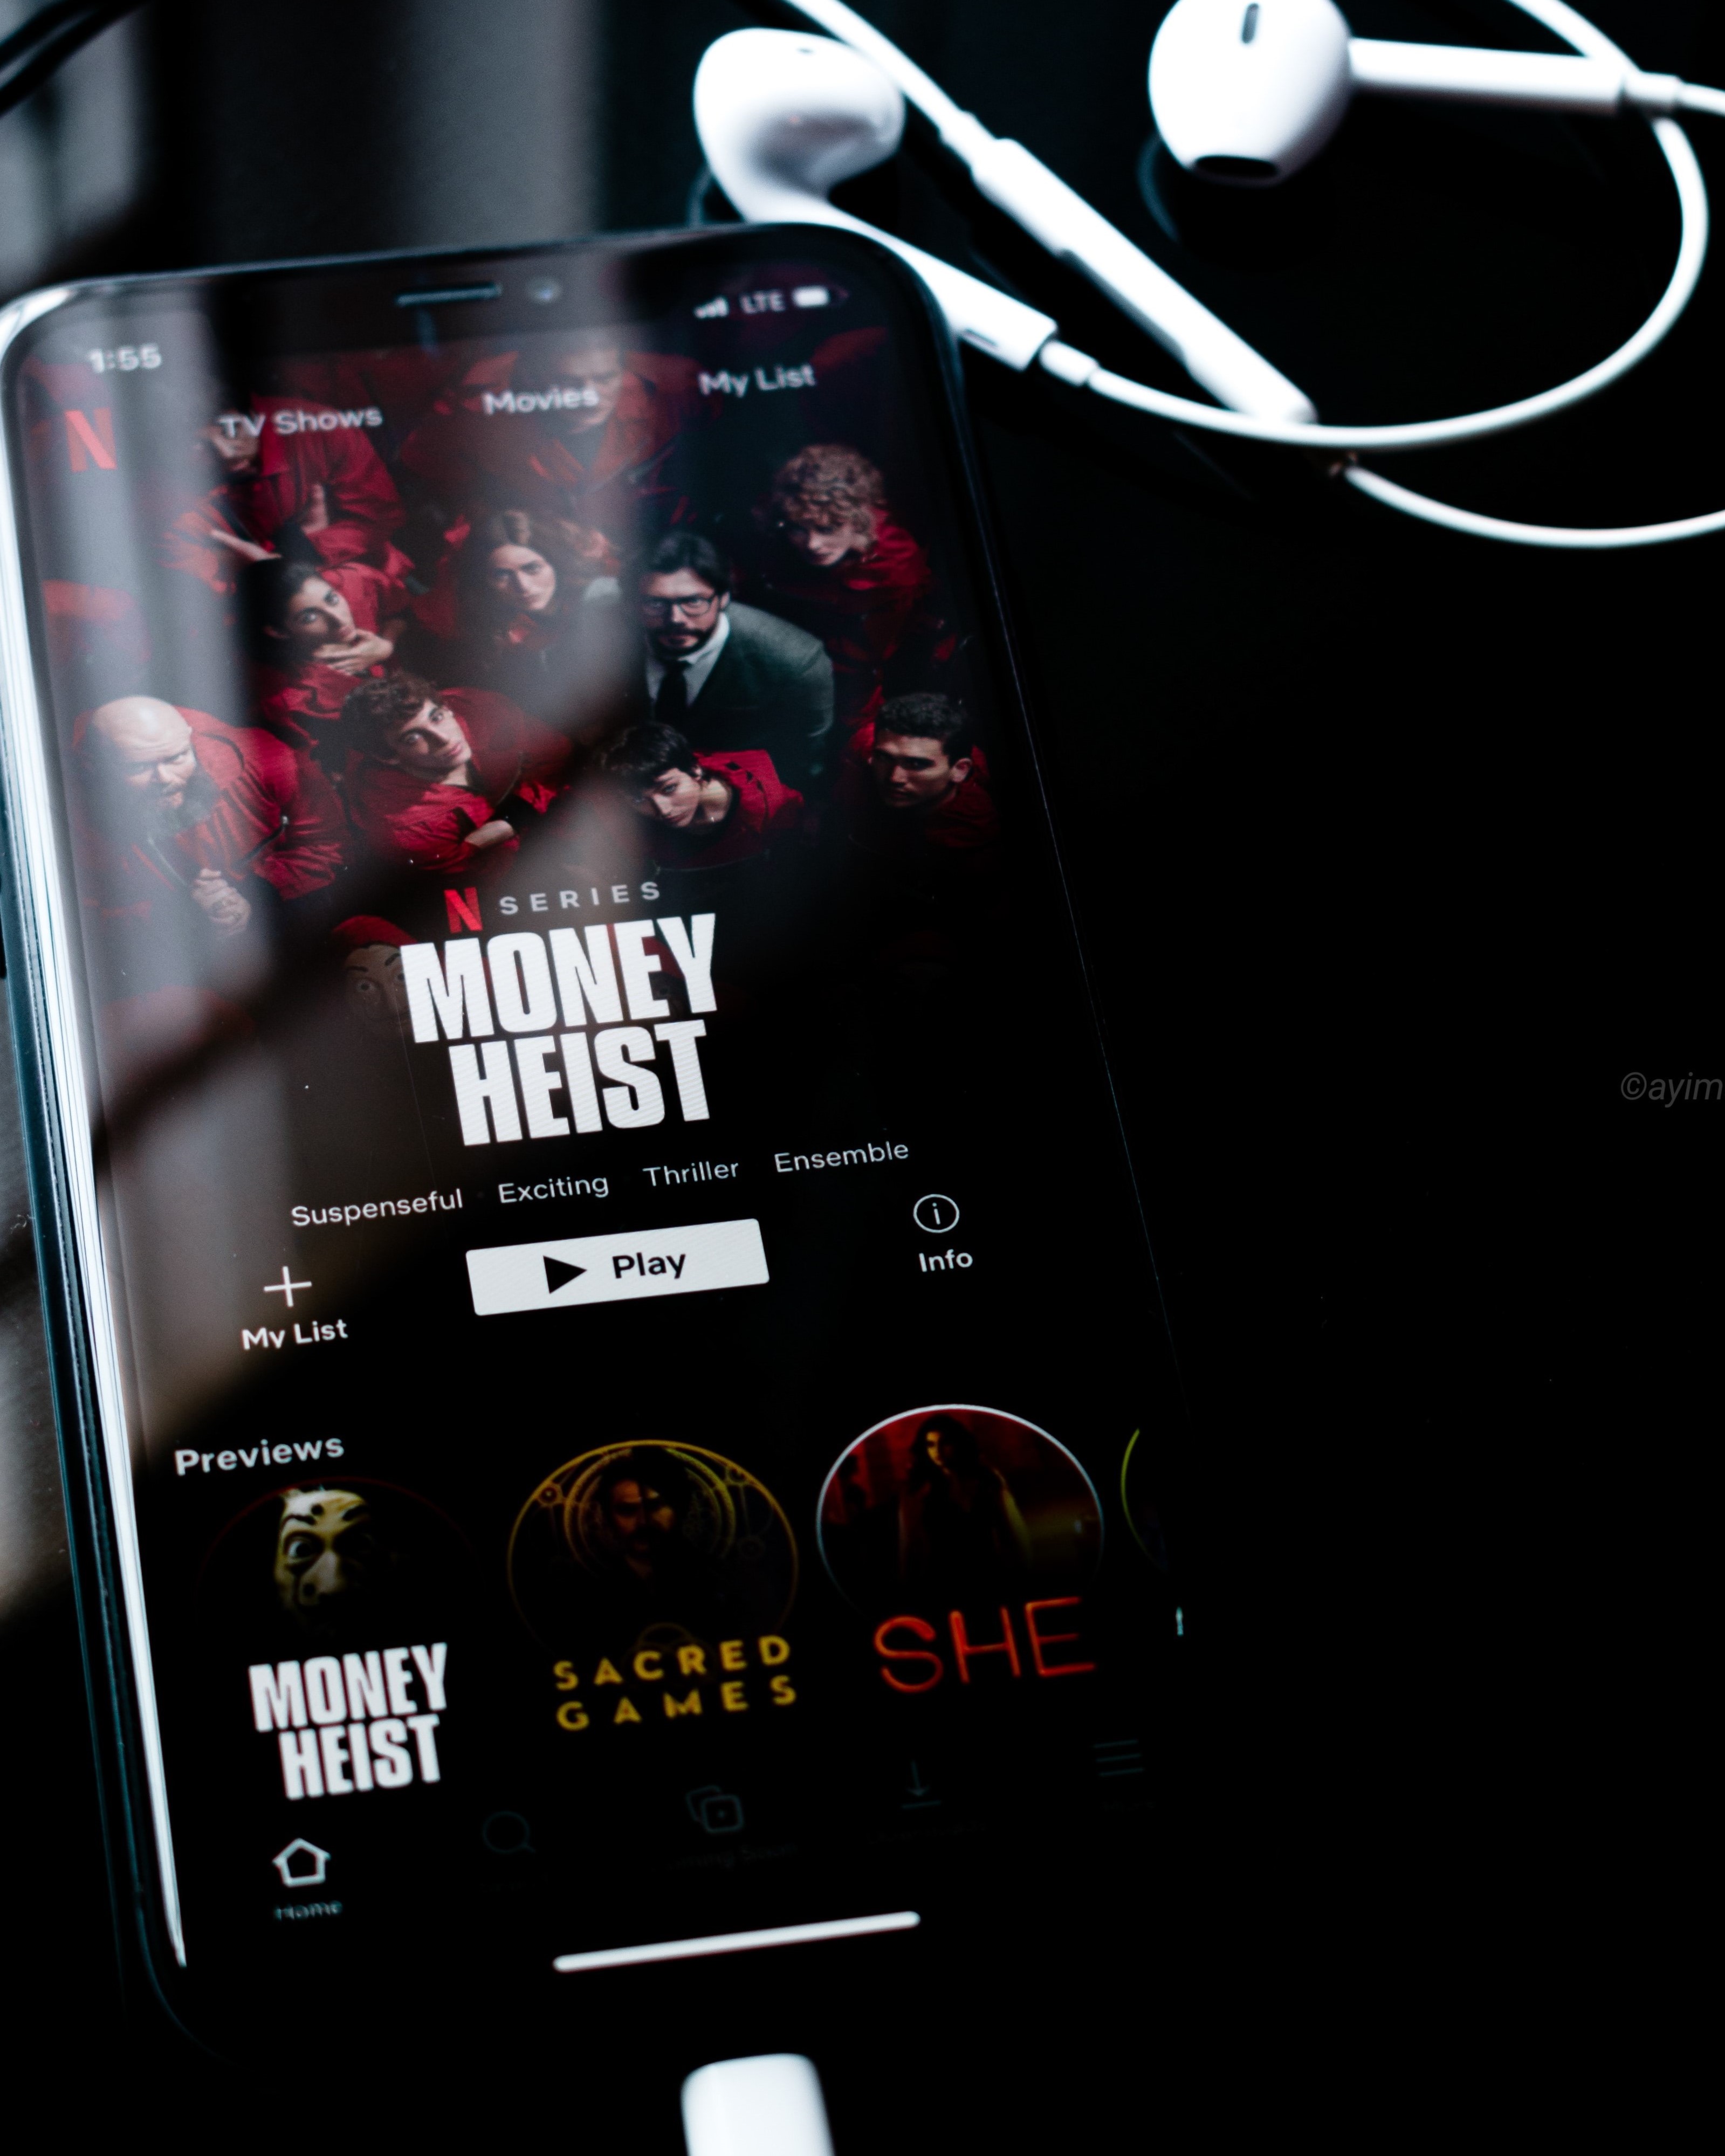 1:55
LTE
N
TV Shows
Movies
My List
N SERIES
MONEY
HEIST
Suspenseful Exciting Thriller Ensemble
My List
Play
Info
Previews
MONEY
HEIST
SACRED
GAMES
SHE
Home
©ayim